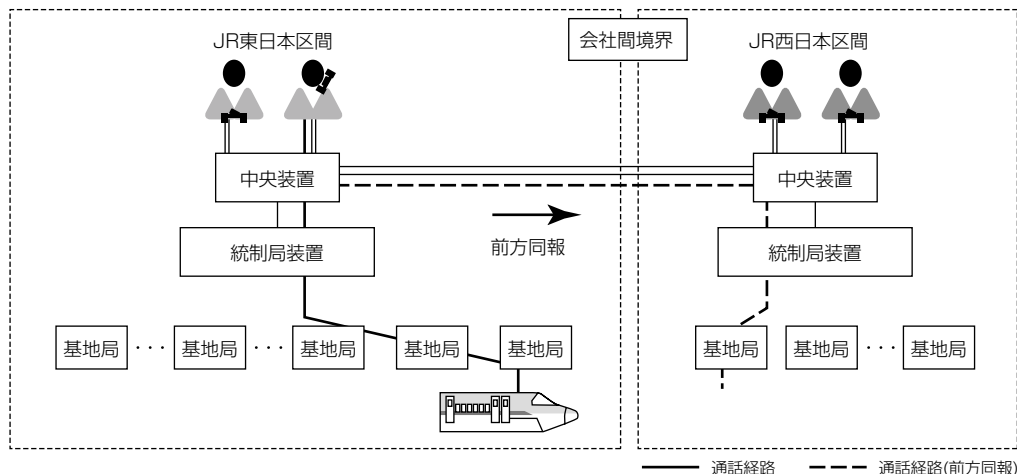 会社間境界
JR東日本区間
JR西日本区間
中央装置
中央装置
前方同報
統制局装置
統制局装置
基地局・・・基地局・・・基地局 基地局 基地局
基地局 基地局・・・基地局
通話経路 通話経路(前方同報)